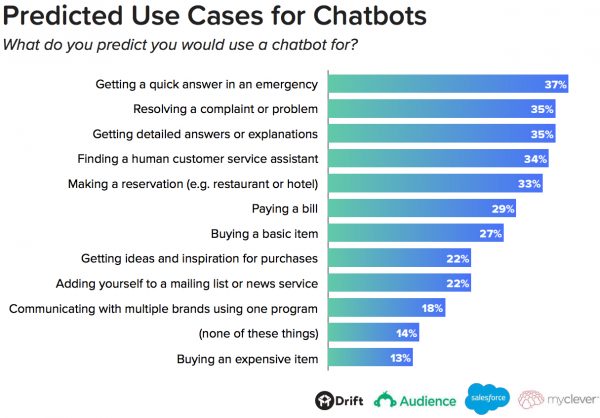 Predicted Use Cases for Chatbots
What do you predict you would use a chatbot for?
Getting a quick answer in an emergency 37%
Resolving a complaint or problem 35%
Getting detailed answers or explanations 35%
Finding a human customer service assistant 34%
Making a reservation (e.g. restaurant or hotel) 33%
Paying a bill 29%
Buying a basic item 27%
Getting ideas and inspiration for purchases 22%
Adding yourself to a mailing list or news service 22%
Communicating with multiple brands using one program 18%
(none of these things) 14%
Buying an expensive item 13%
Drift Audience salesforce myclever